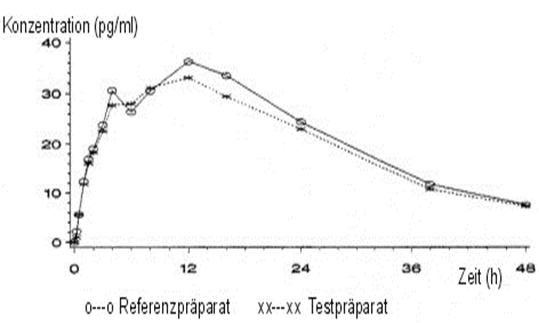 Konzentration (pg/ml)
40
30
20
10
0
0 12 24 36 48
Zeit (h)
o---o Referenzpräparat xx---xx Testpräparat